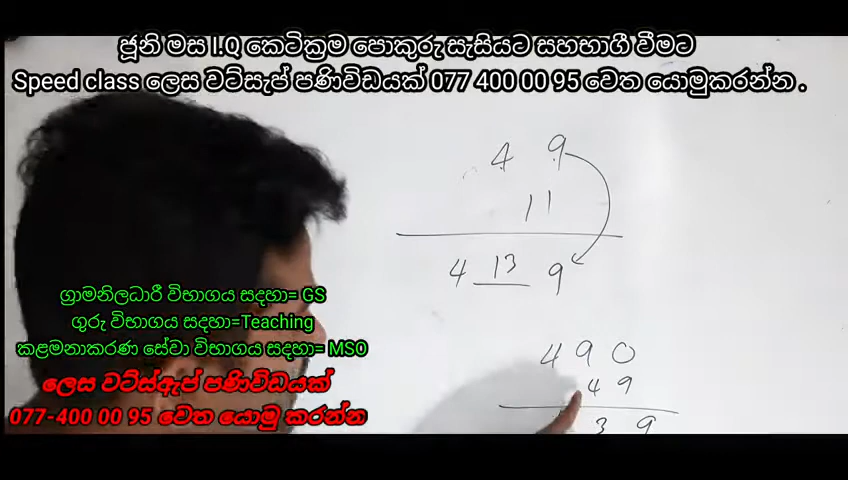 ජූනි මස I.Q කෙටික්‍රම පොකුරු සැසියට සහභාගී වීමට
Speed class ලෙස වට්සැප් පණිවිඩයක් 077 400 00 95 වෙත යොමුකරන්න .
4 9
11
4 13 9
ග්‍රාමනිලධාරී විභාගය සඳහා= GS
ගුරු විභාගය සඳහා=Teaching
කළමනාකරණ සේවා විභාගය සඳහා= MSO
ලෙස වට්ස්ඇප් පණිවිඩයක්
077-400 00 95 වෙත යොමු කරන්න
4 9 0
4 9
3 9